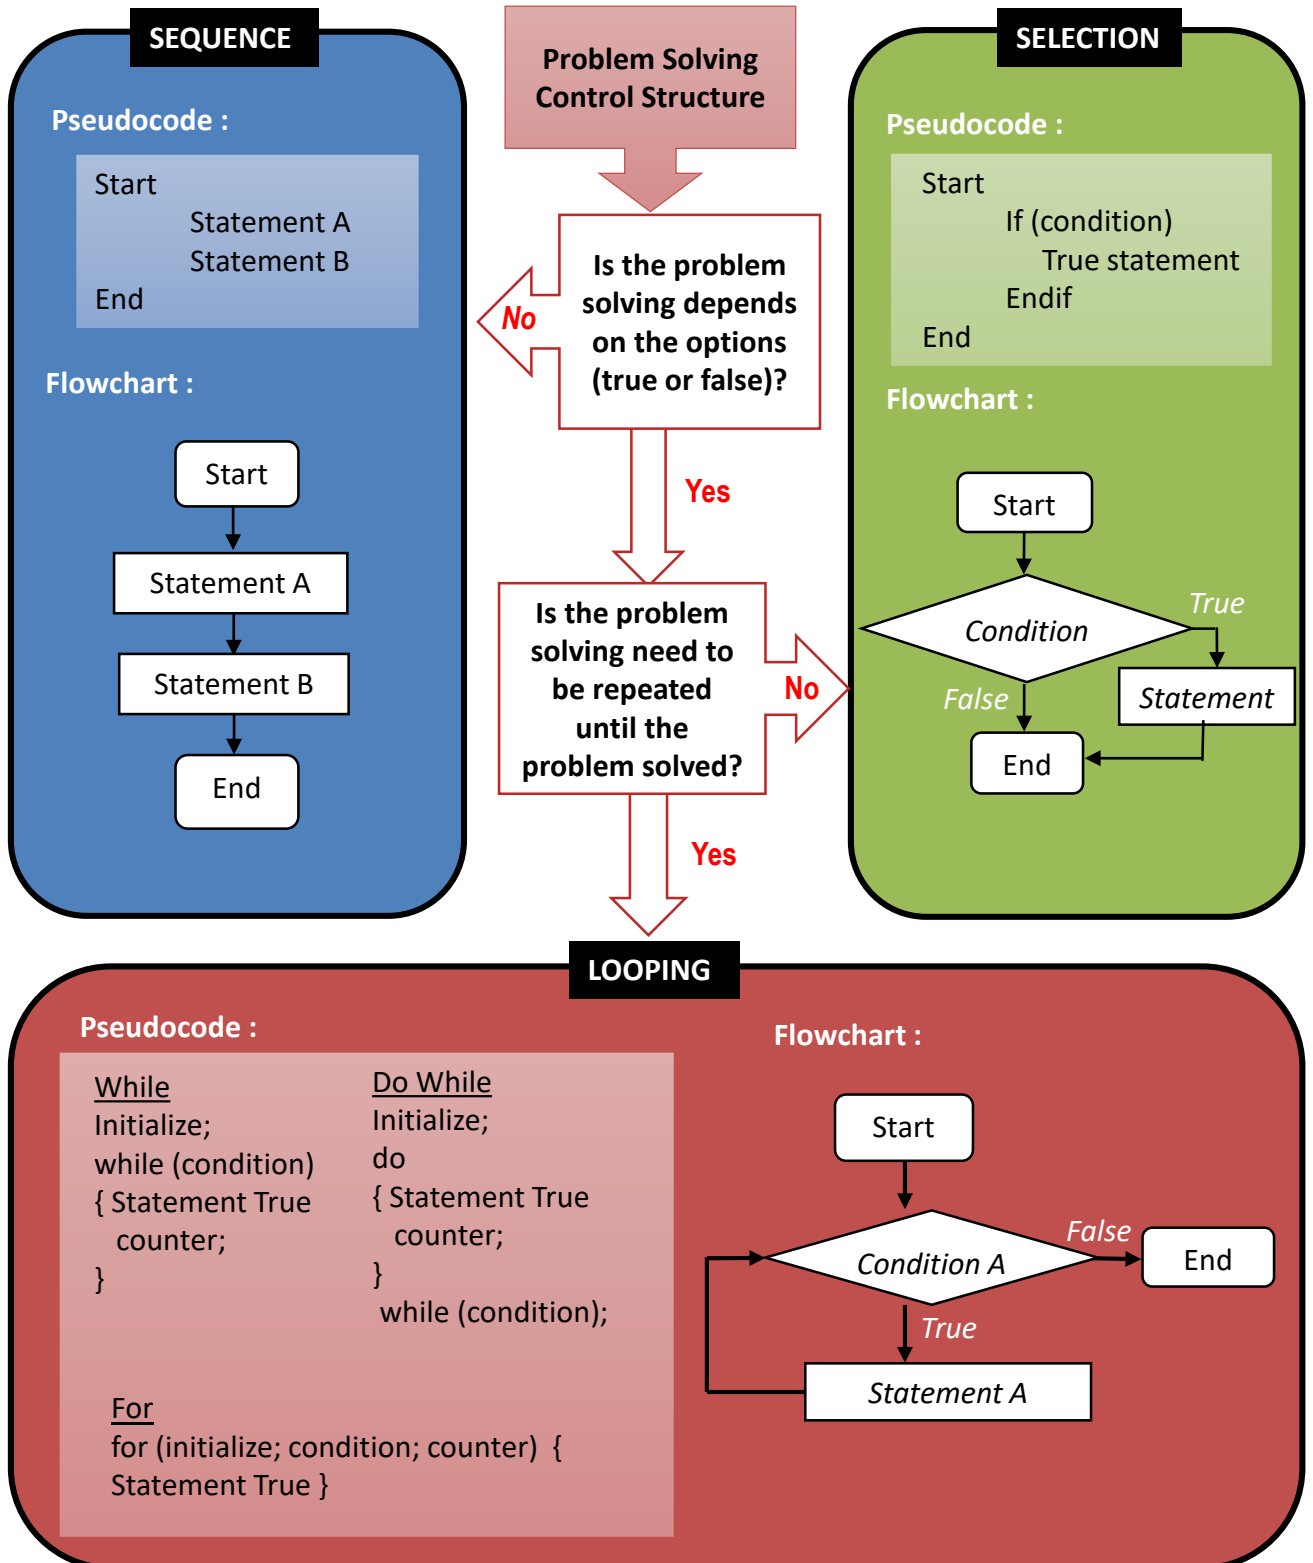 SEQUENCE
Pseudocode :
Start
Statement A
Statement B
End
Flowchart :
Start
Statement A
Statement B
End
Problem Solving
Control Structure
Is the problem
solving depends
on the options
(true or false)?
No
Yes
Is the problem
solving need to
be repeated
until the
problem solved?
No
Yes
SELECTION
Pseudocode :
Start
If (condition)
True statement
Endif
End
Flowchart :
Start
Condition
True
False
Statement
End
LOOPING
Pseudocode :
While
Initialize;
while (condition)
{ Statement True
counter;
}
Do While
Initialize;
do
{ Statement True
counter;
}
while (condition);
For
for (initialize; condition; counter) {
Statement True }
Flowchart :
Start
Condition A
False
End
True
Statement A